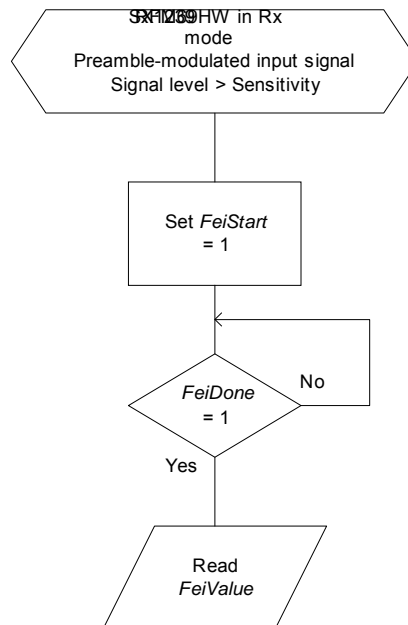 in Rx
mode
Preamble-modulated input signal
Signal level > Sensitivity
Set FeiStart
= 1
No
FeiDone
= 1
Yes
Read
FeiValue